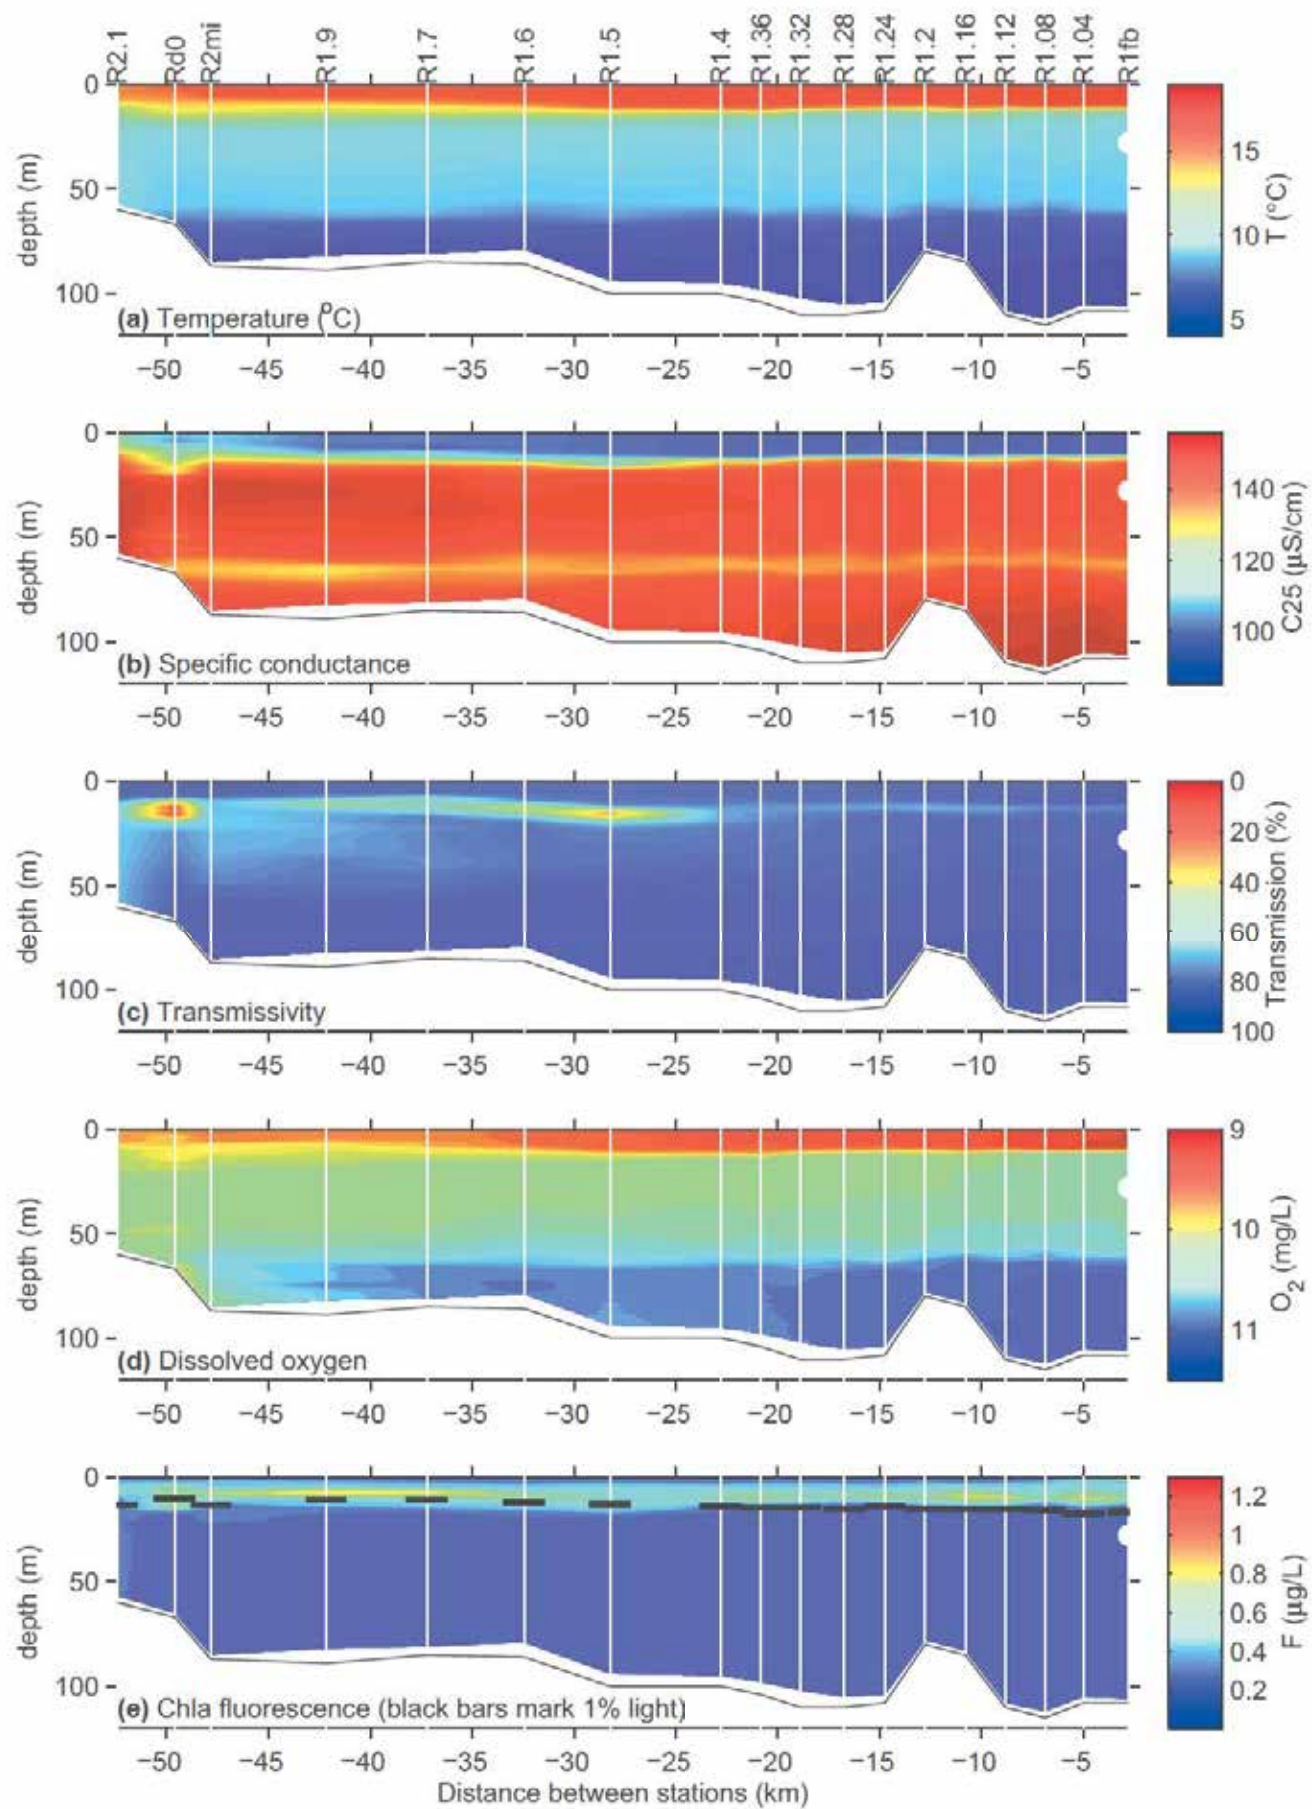 R2.1 Rd0 R2mi R1.9 R1.7 R1.6 R1.5 R1.4 R1.36 R1.32 R1.28 R1.24 R1.2 R1.16 R1.12 R1.08 R1.04 R1fb
0
50
100
depth (m)
(a) Temperature (°C)
−50 −45 −40 −35 −30 −25 −20 −15 −10 −5
15
10
5
T (°C)
0
50
100
depth (m)
(b) Specific conductance
−50 −45 −40 −35 −30 −25 −20 −15 −10 −5
140
120
100
C25 (µS/cm)
0
50
100
depth (m)
(c) Transmissivity
−50 −45 −40 −35 −30 −25 −20 −15 −10 −5
0
20
40
60
80
100
Transmission (%)
0
50
100
depth (m)
(d) Dissolved oxygen
−50 −45 −40 −35 −30 −25 −20 −15 −10 −5
9
10
11
O2 (mg/L)
0
50
100
depth (m)
(e) Chla fluorescence (black bars mark 1% light)
−50 −45 −40 −35 −30 −25 −20 −15 −10 −5
Distance between stations (km)
1.2
1
0.8
0.6
0.4
0.2
F (µg/L)